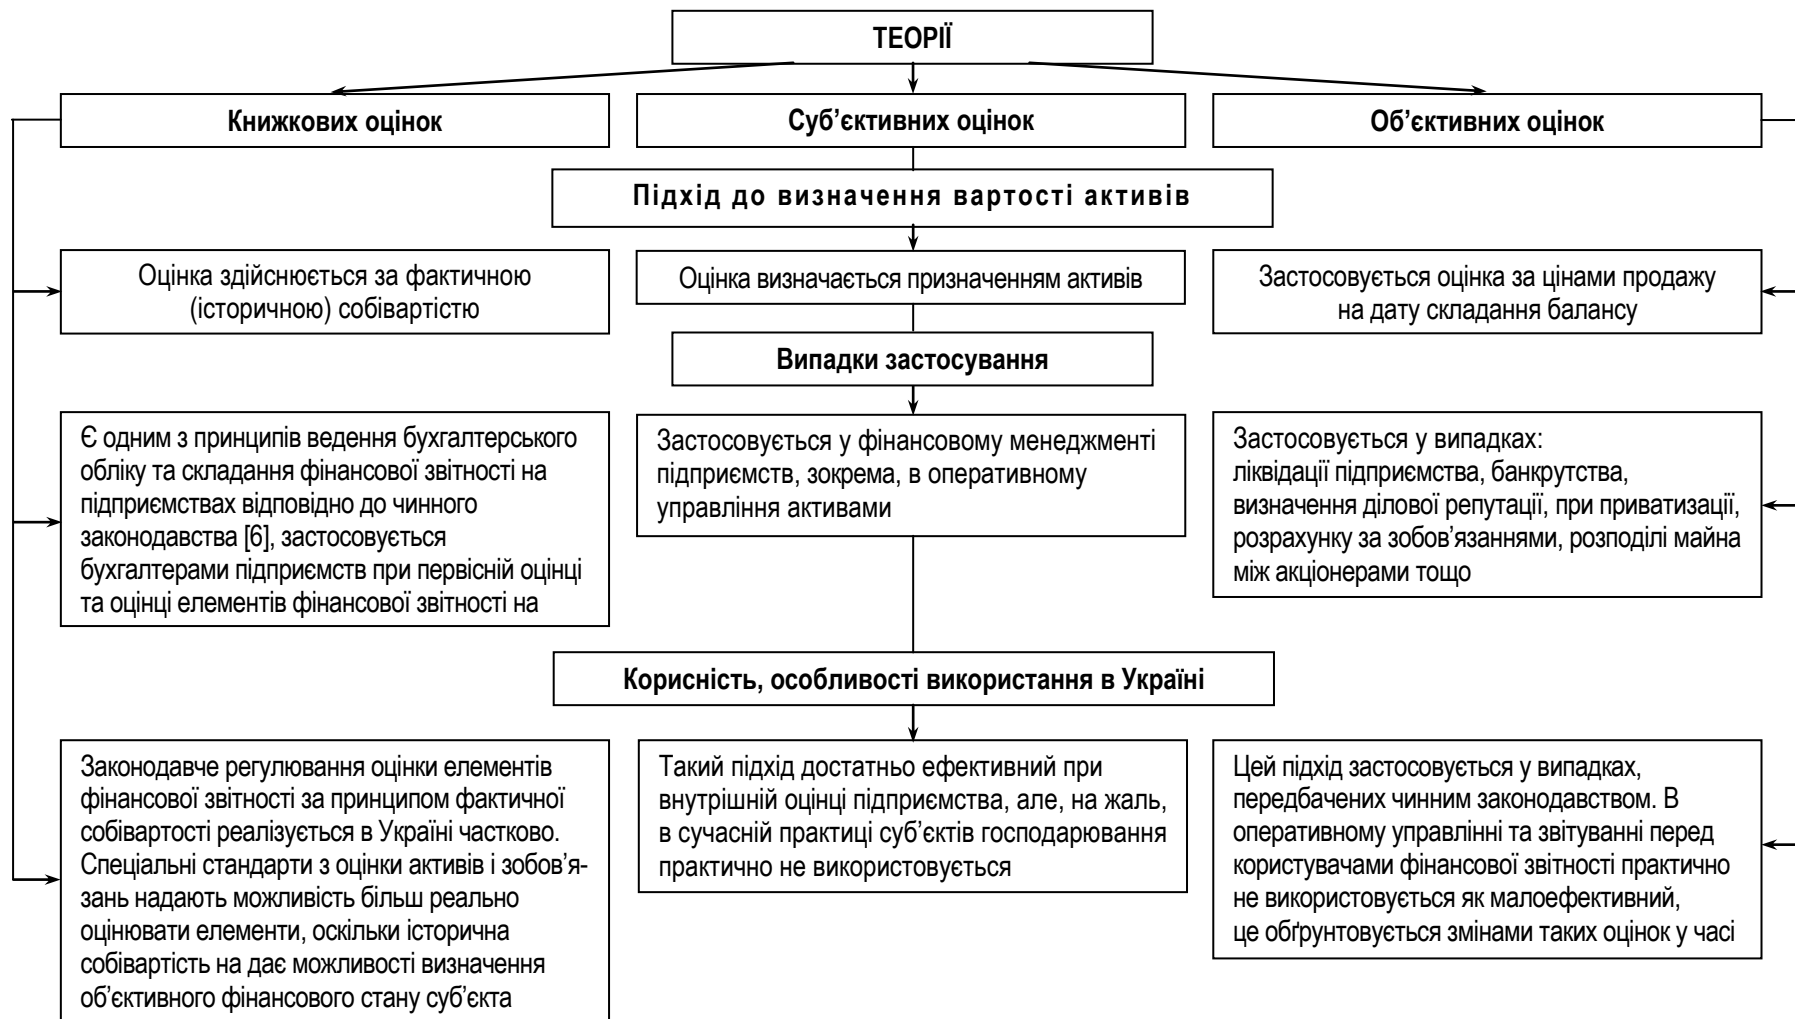 ТЕОРІЇ
Книжкових оцінок
Суб’єктивних оцінок
Об’єктивних оцінок
Підхід до визначення вартості активів
Оцінка здійснюється за фактичною
(історичною) собівартістю
Оцінка визначається призначенням активів
Застосовується оцінка за цінами продажу
на дату складання балансу
Випадки застосування
Є одним з принципів ведення бухгалтерського
обліку та складання фінансової звітності на
підприємствах відповідно до чинного
законодавства [6], застосовується
бухгалтерами підприємств при первісній оцінці
та оцінці елементів фінансової звітності на
Застосовується у фінансовому менеджменті
підприємств, зокрема, в оперативному
управління активами
Застосовується у випадках:
ліквідації підприємства, банкрутства,
визначення ділової репутації, при приватизації,
розрахунку за зобов’язаннями, розподілі майна
між акціонерами тощо
Корисність, особливості використання в Україні
Законодавче регулювання оцінки елементів
фінансової звітності за принципом фактичної
собівартості реалізується в Україні частково.
Спеціальні стандарти з оцінки активів і зобов’я-
зань надають можливість більш реально
оцінювати елементи, оскільки історична
собівартість на дає можливості визначення
об’єктивного фінансового стану суб’єкта
Такий підхід достатньо ефективний при
внутрішній оцінці підприємства, але, на жаль,
в сучасній практиці суб’єктів господарювання
практично не використовується
Цей підхід застосовується у випадках,
передбачених чинним законодавством. В
оперативному управлінні та звітуванні перед
користувачами фінансової звітності практично
не використовується як малоефективний,
це обґрунтовується змінами таких оцінок у часі